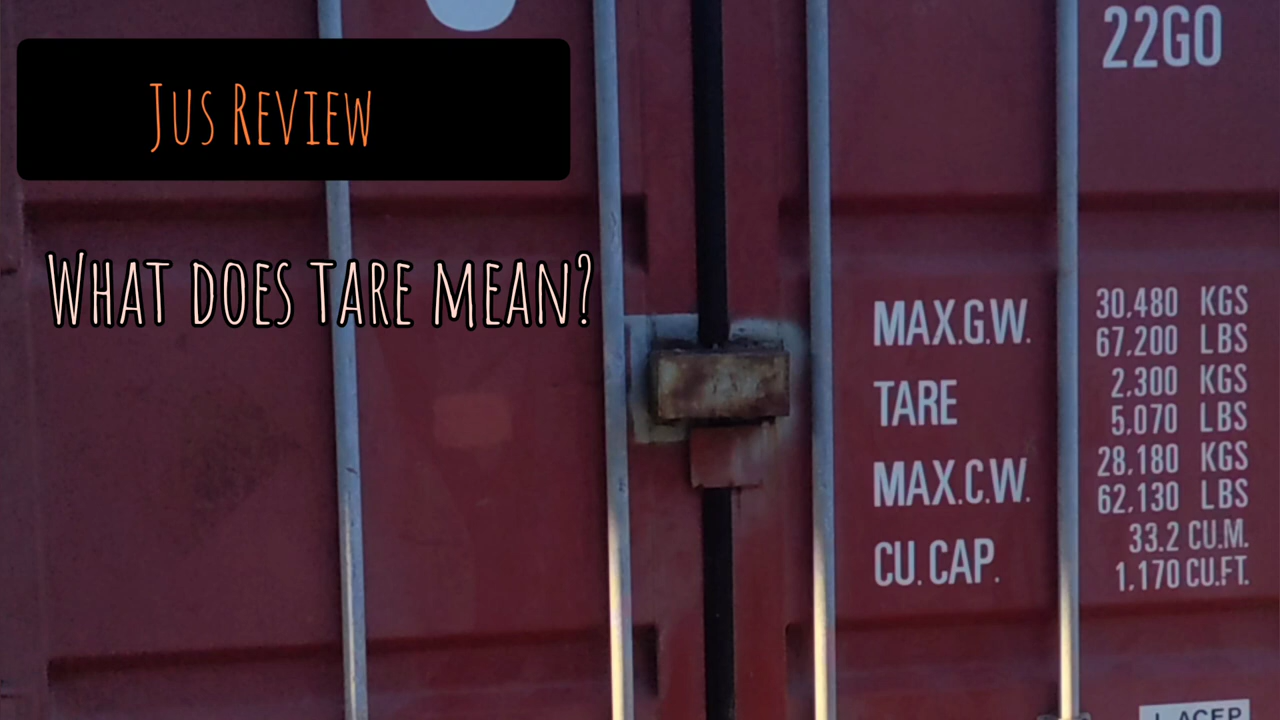 Jus Review
What does tare mean?
22G0
MAX.G.W. 30,480 KGS
67,200 LBS
TARE 2,300 KGS
5,070 LBS
MAX.C.W. 28,180 KGS
62,130 LBS
CU.CAP. 33.2 CU.M.
1,170 CU.FT.